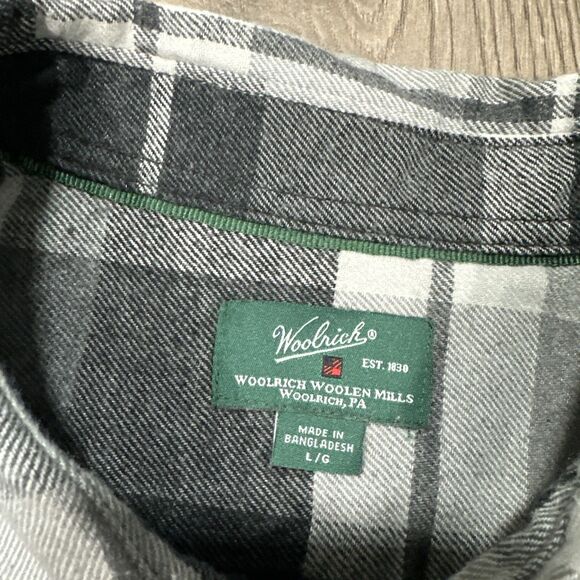 Woolrich®
EST. 1830
WOOLRICH WOOLEN MILLS
WOOLRICH, PA
MADE IN
BANGLADESH
L/G